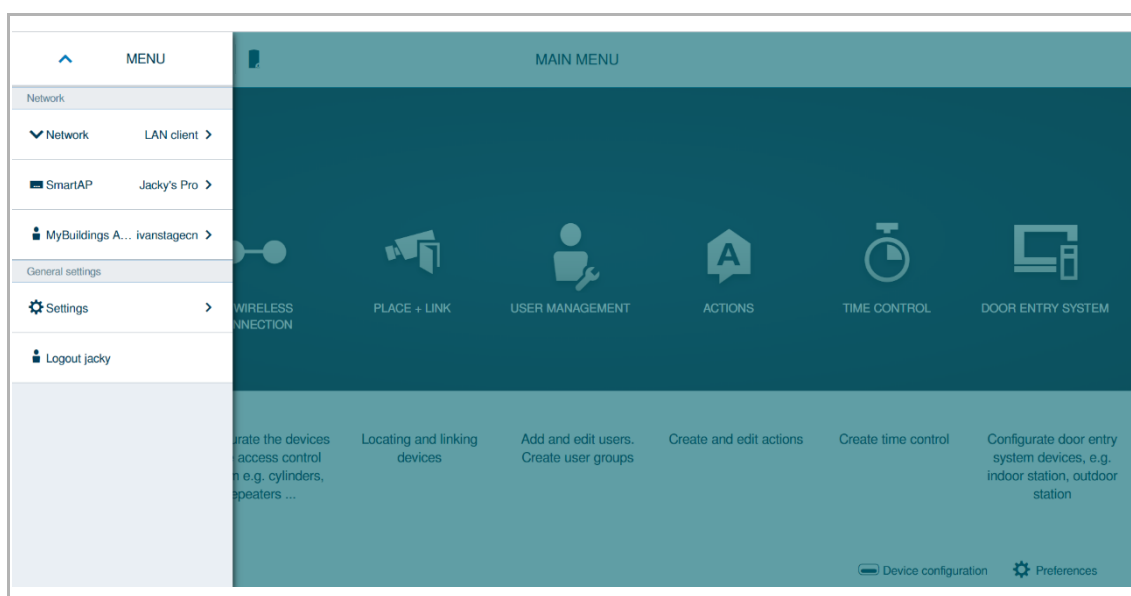 MENU
MAIN MENU
Network
Network LAN client
SmartAP Jacky's Pro
MyBuildings A... ivanstagecn
General settings
Settings
Logout jacky
WIRELESS
PLACE + LINK
USER MANAGEMENT
ACTIONS
TIME CONTROL
DOOR ENTRY SYSTEM
NNECTION
urate the devices
access control
n e.g. cylinders,
epeaters ...
Locating and linking
devices
Add and edit users.
Create user groups
Create and edit actions
Create time control
Configurate door entry
system devices, e.g.
indoor station, outdoor
station
Device configuration
Preferences